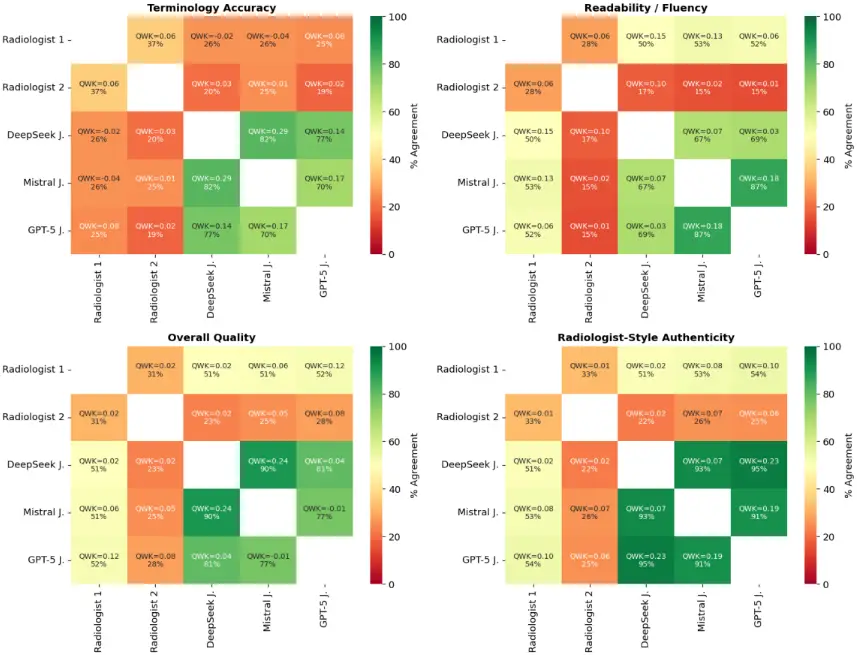 Terminology Accuracy
Radiologist 1
QWK=0.06 QWK=-0.02 QWK=-0.04 QWK=0.08
37% 26% 26% 25%
Radiologist 2
QWK=0.06 QWK=0.03 QWK=0.01 QWK=0.02
37% 20% 25% 19%
DeepSeek J.
QWK=-0.02 QWK=0.03 QWK=0.29 QWK=0.14
26% 20% 82% 77%
Mistral J.
QWK=-0.04 QWK=0.01 QWK=0.29 QWK=0.17
26% 25% 82% 70%
GPT-5 J.
QWK=0.08 QWK=0.02 QWK=0.14 QWK=0.17
25% 19% 77% 70%
Radiologist 1
Radiologist 2
DeepSeek J.
Mistral J.
GPT-5 J.
100
80
60
40
20
0
% Agreement
Readability / Fluency
Radiologist 1
QWK=0.06 QWK=0.15 QWK=0.13 QWK=0.06
28% 50% 53% 52%
Radiologist 2
QWK=0.06 QWK=0.10 QWK=0.02 QWK=0.01
28% 17% 15% 15%
DeepSeek J.
QWK=0.15 QWK=0.10 QWK=0.07 QWK=0.03
50% 17% 67% 69%
Mistral J.
QWK=0.13 QWK=0.02 QWK=0.07 QWK=0.18
53% 15% 67% 87%
GPT-5 J.
QWK=0.06 QWK=0.01 QWK=0.03 QWK=0.18
52% 15% 69% 87%
Radiologist 1
Radiologist 2
DeepSeek J.
Mistral J.
GPT-5 J.
100
80
60
40
20
0
% Agreement
Overall Quality
Radiologist 1
QWK=0.02 QWK=0.02 QWK=0.06 QWK=0.12
31% 51% 51% 52%
Radiologist 2
QWK=0.02 QWK=0.02 QWK=0.05 QWK=0.08
31% 23% 25% 28%
DeepSeek J.
QWK=0.02 QWK=0.02 QWK=0.24 QWK=0.04
51% 23% 90% 81%
Mistral J.
QWK=0.06 QWK=0.05 QWK=0.24 QWK=-0.01
51% 25% 90% 77%
GPT-5 J.
QWK=0.12 QWK=0.08 QWK=0.04 QWK=-0.01
52% 28% 81% 77%
Radiologist 1
Radiologist 2
DeepSeek J.
Mistral J.
GPT-5 J.
100
80
60
40
20
0
% Agreement
Radiologist-Style Authenticity
Radiologist 1
QWK=0.01 QWK=0.02 QWK=0.08 QWK=0.10
33% 51% 53% 54%
Radiologist 2
QWK=0.01 QWK=0.02 QWK=0.07 QWK=0.06
33% 22% 26% 25%
DeepSeek J.
QWK=0.02 QWK=0.02 QWK=0.07 QWK=0.23
51% 22% 93% 95%
Mistral J.
QWK=0.08 QWK=0.07 QWK=0.07 QWK=0.19
53% 26% 93% 91%
GPT-5 J.
QWK=0.10 QWK=0.06 QWK=0.23 QWK=0.19
54% 25% 95% 91%
Radiologist 1
Radiologist 2
DeepSeek J.
Mistral J.
GPT-5 J.
100
80
60
40
20
0
% Agreement